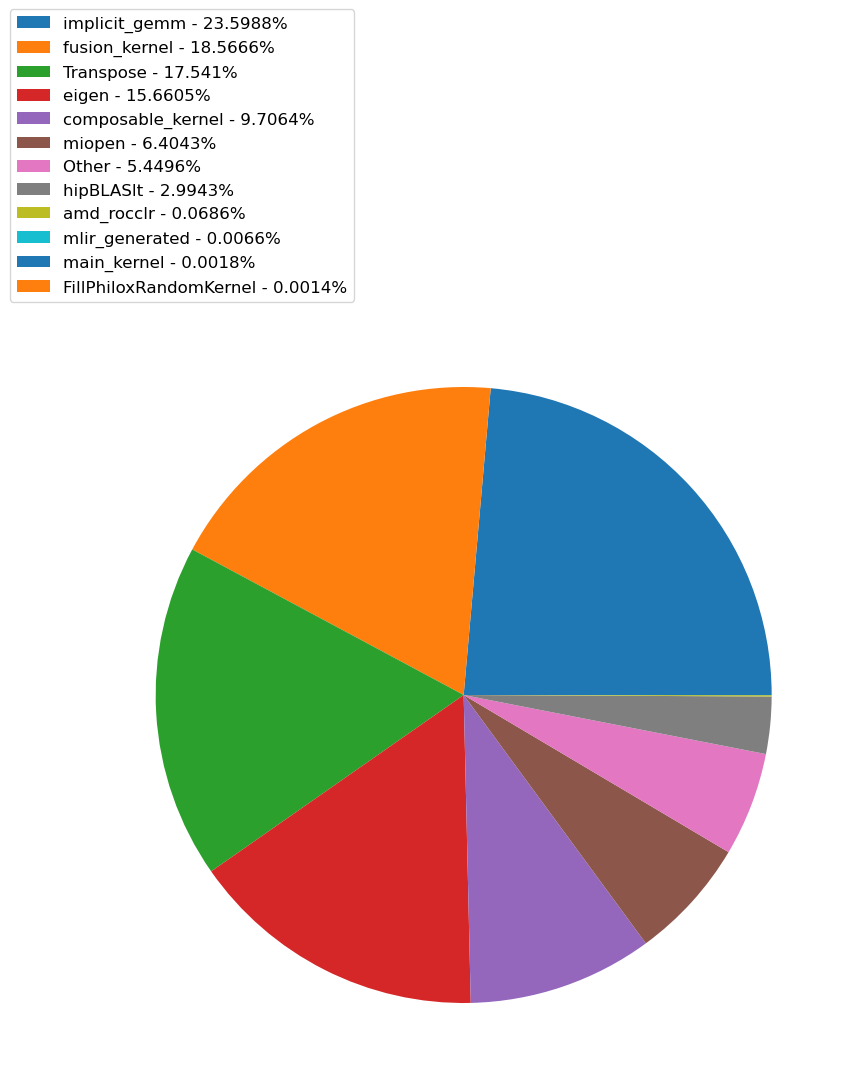 implicit_gemm - 23.5988%
fusion_kernel - 18.5666%
Transpose - 17.541%
eigen - 15.6605%
composable_kernel - 9.7064%
miopen - 6.4043%
Other - 5.4496%
hipBLASlt - 2.9943%
amd_rocclr - 0.0686%
mlir_generated - 0.0066%
main_kernel - 0.0018%
FillPhiloxRandomKernel - 0.0014%